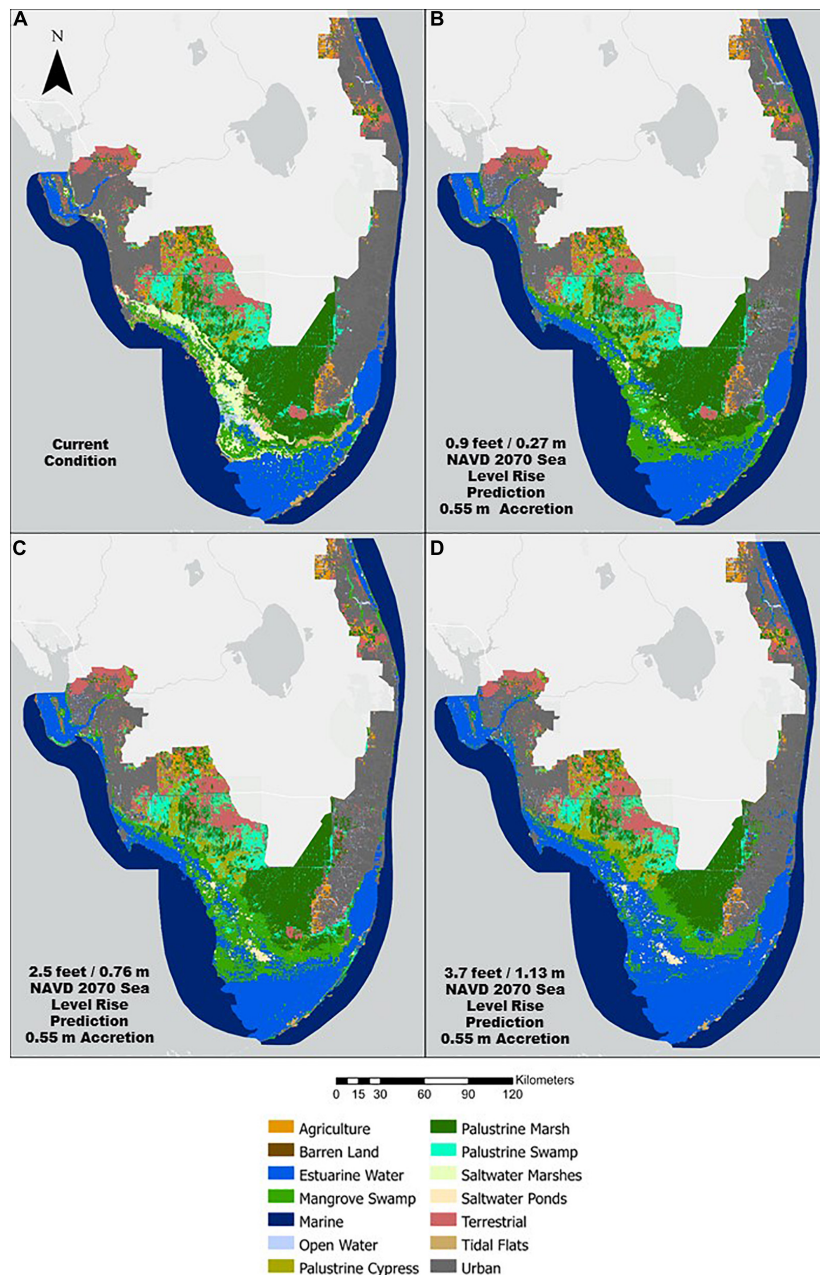 A
N
Current
Condition
B
0.9 feet / 0.27 m
NAVD 2070 Sea
Level Rise
Prediction
0.55 m Accretion
C
2.5 feet / 0.76 m
NAVD 2070 Sea
Level Rise
Prediction
0.55 m Accretion
D
3.7 feet / 1.13 m
NAVD 2070 Sea
Level Rise
Prediction
0.55 m Accretion
Kilometers
0 15 30 60 90 120
Agriculture
Barren Land
Estuarine Water
Mangrove Swamp
Marine
Open Water
Palustrine Cypress
Palustrine Marsh
Palustrine Swamp
Saltwater Marshes
Saltwater Ponds
Terrestrial
Tidal Flats
Urban